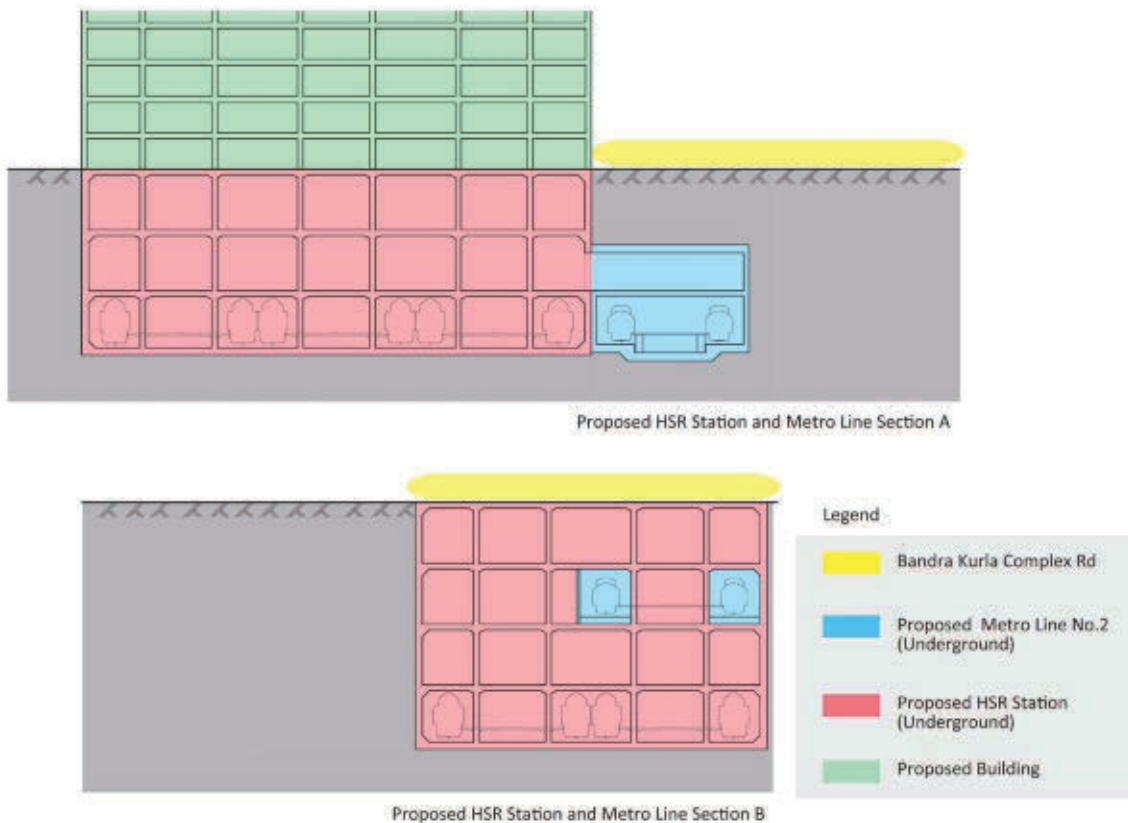 Proposed HSR Station and Metro Line Section A
Legend
Bandra Kurla Complex Rd
Proposed Metro Line No.2
(Underground)
Proposed HSR Station
(Underground)
Proposed Building
Proposed HSR Station and Metro Line Section B